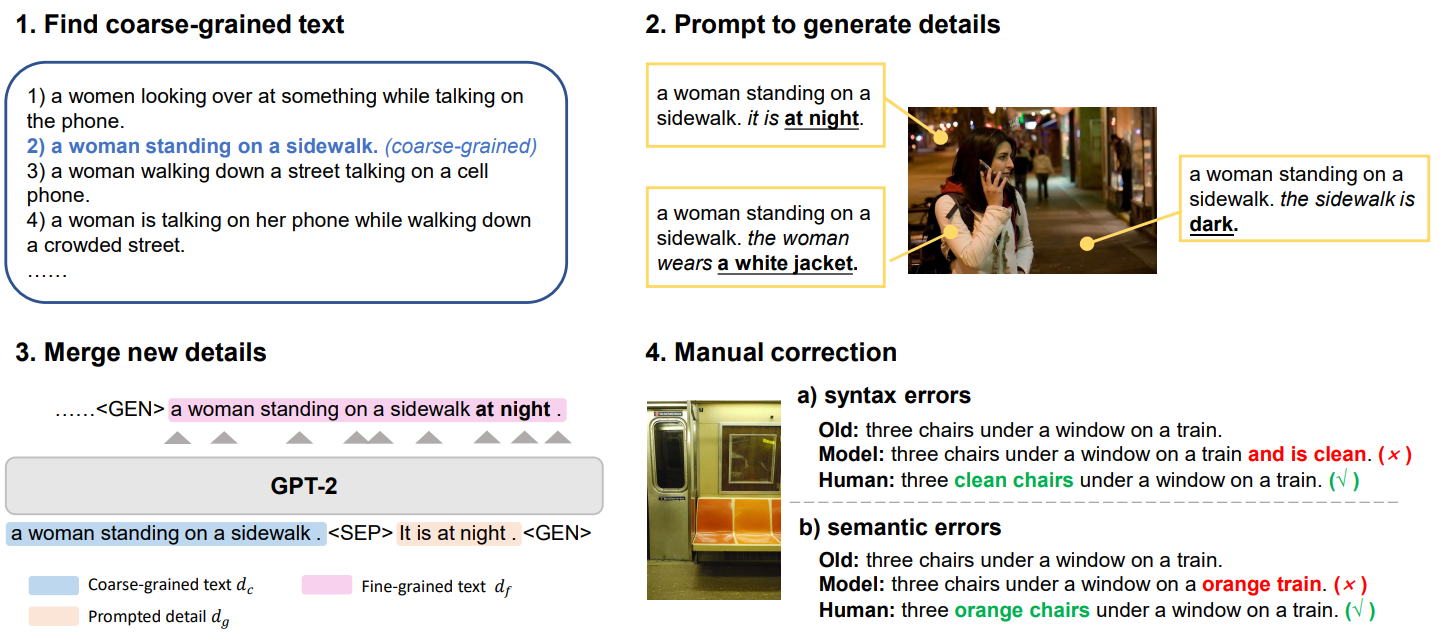 1. Find coarse-grained text
1) a women looking over at something while talking on
the phone.
2) a woman standing on a sidewalk. (coarse-grained)
3) a woman walking down a street talking on a cell
phone.
4) a woman is talking on her phone while walking down
a crowded street.
……
2. Prompt to generate details
a woman standing on a
sidewalk. it is at night.
a woman standing on a
sidewalk. the woman
wears a white jacket.
a woman standing on a
sidewalk. the sidewalk is
dark.
3. Merge new details
……<GEN> a woman standing on a sidewalk at night .
GPT-2
a woman standing on a sidewalk . <SEP> It is at night . <GEN>
Coarse-grained text d_c
Fine-grained text d_f
Prompted detail d_g
4. Manual correction
a) syntax errors
Old: three chairs under a window on a train.
Model: three chairs under a window on a train and is clean. (×)
Human: three clean chairs under a window on a train. (√)
b) semantic errors
Old: three chairs under a window on a train.
Model: three chairs under a window on a orange train. (×)
Human: three orange chairs under a window on a train. (√)